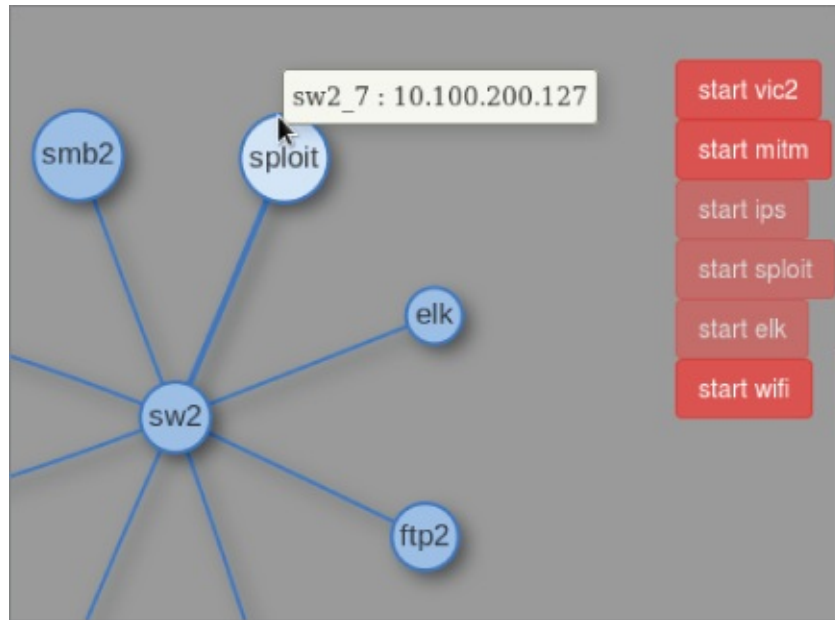 sw2_7 : 10.100.200.127
smb2
sploit
elk
sw2
ftp2
start vic2
start mitm
start ips
start sploit
start elk
start wifi